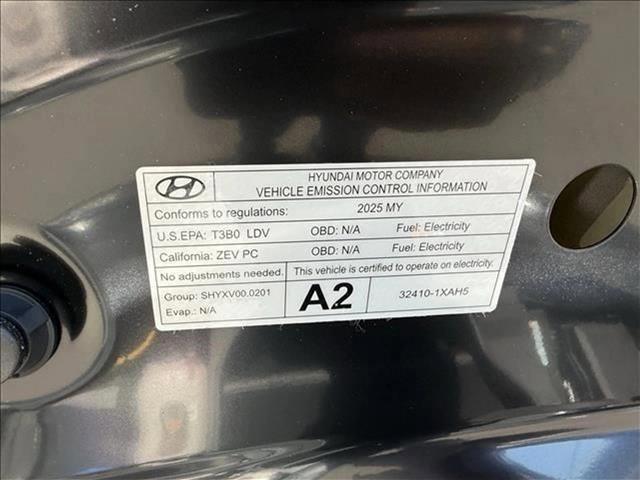 HYUNDAI MOTOR COMPANY
VEHICLE EMISSION CONTROL INFORMATION
Conforms to regulations: 2025 MY
U.S.EPA: T3B0 LDV OBD: N/A Fuel: Electricity
California: ZEV PC OBD: N/A Fuel: Electricity
No adjustments needed. This vehicle is certified to operate on electricity.
Group: SHYXV00.0201
Evap.: N/A
A2
32410-1XAH5